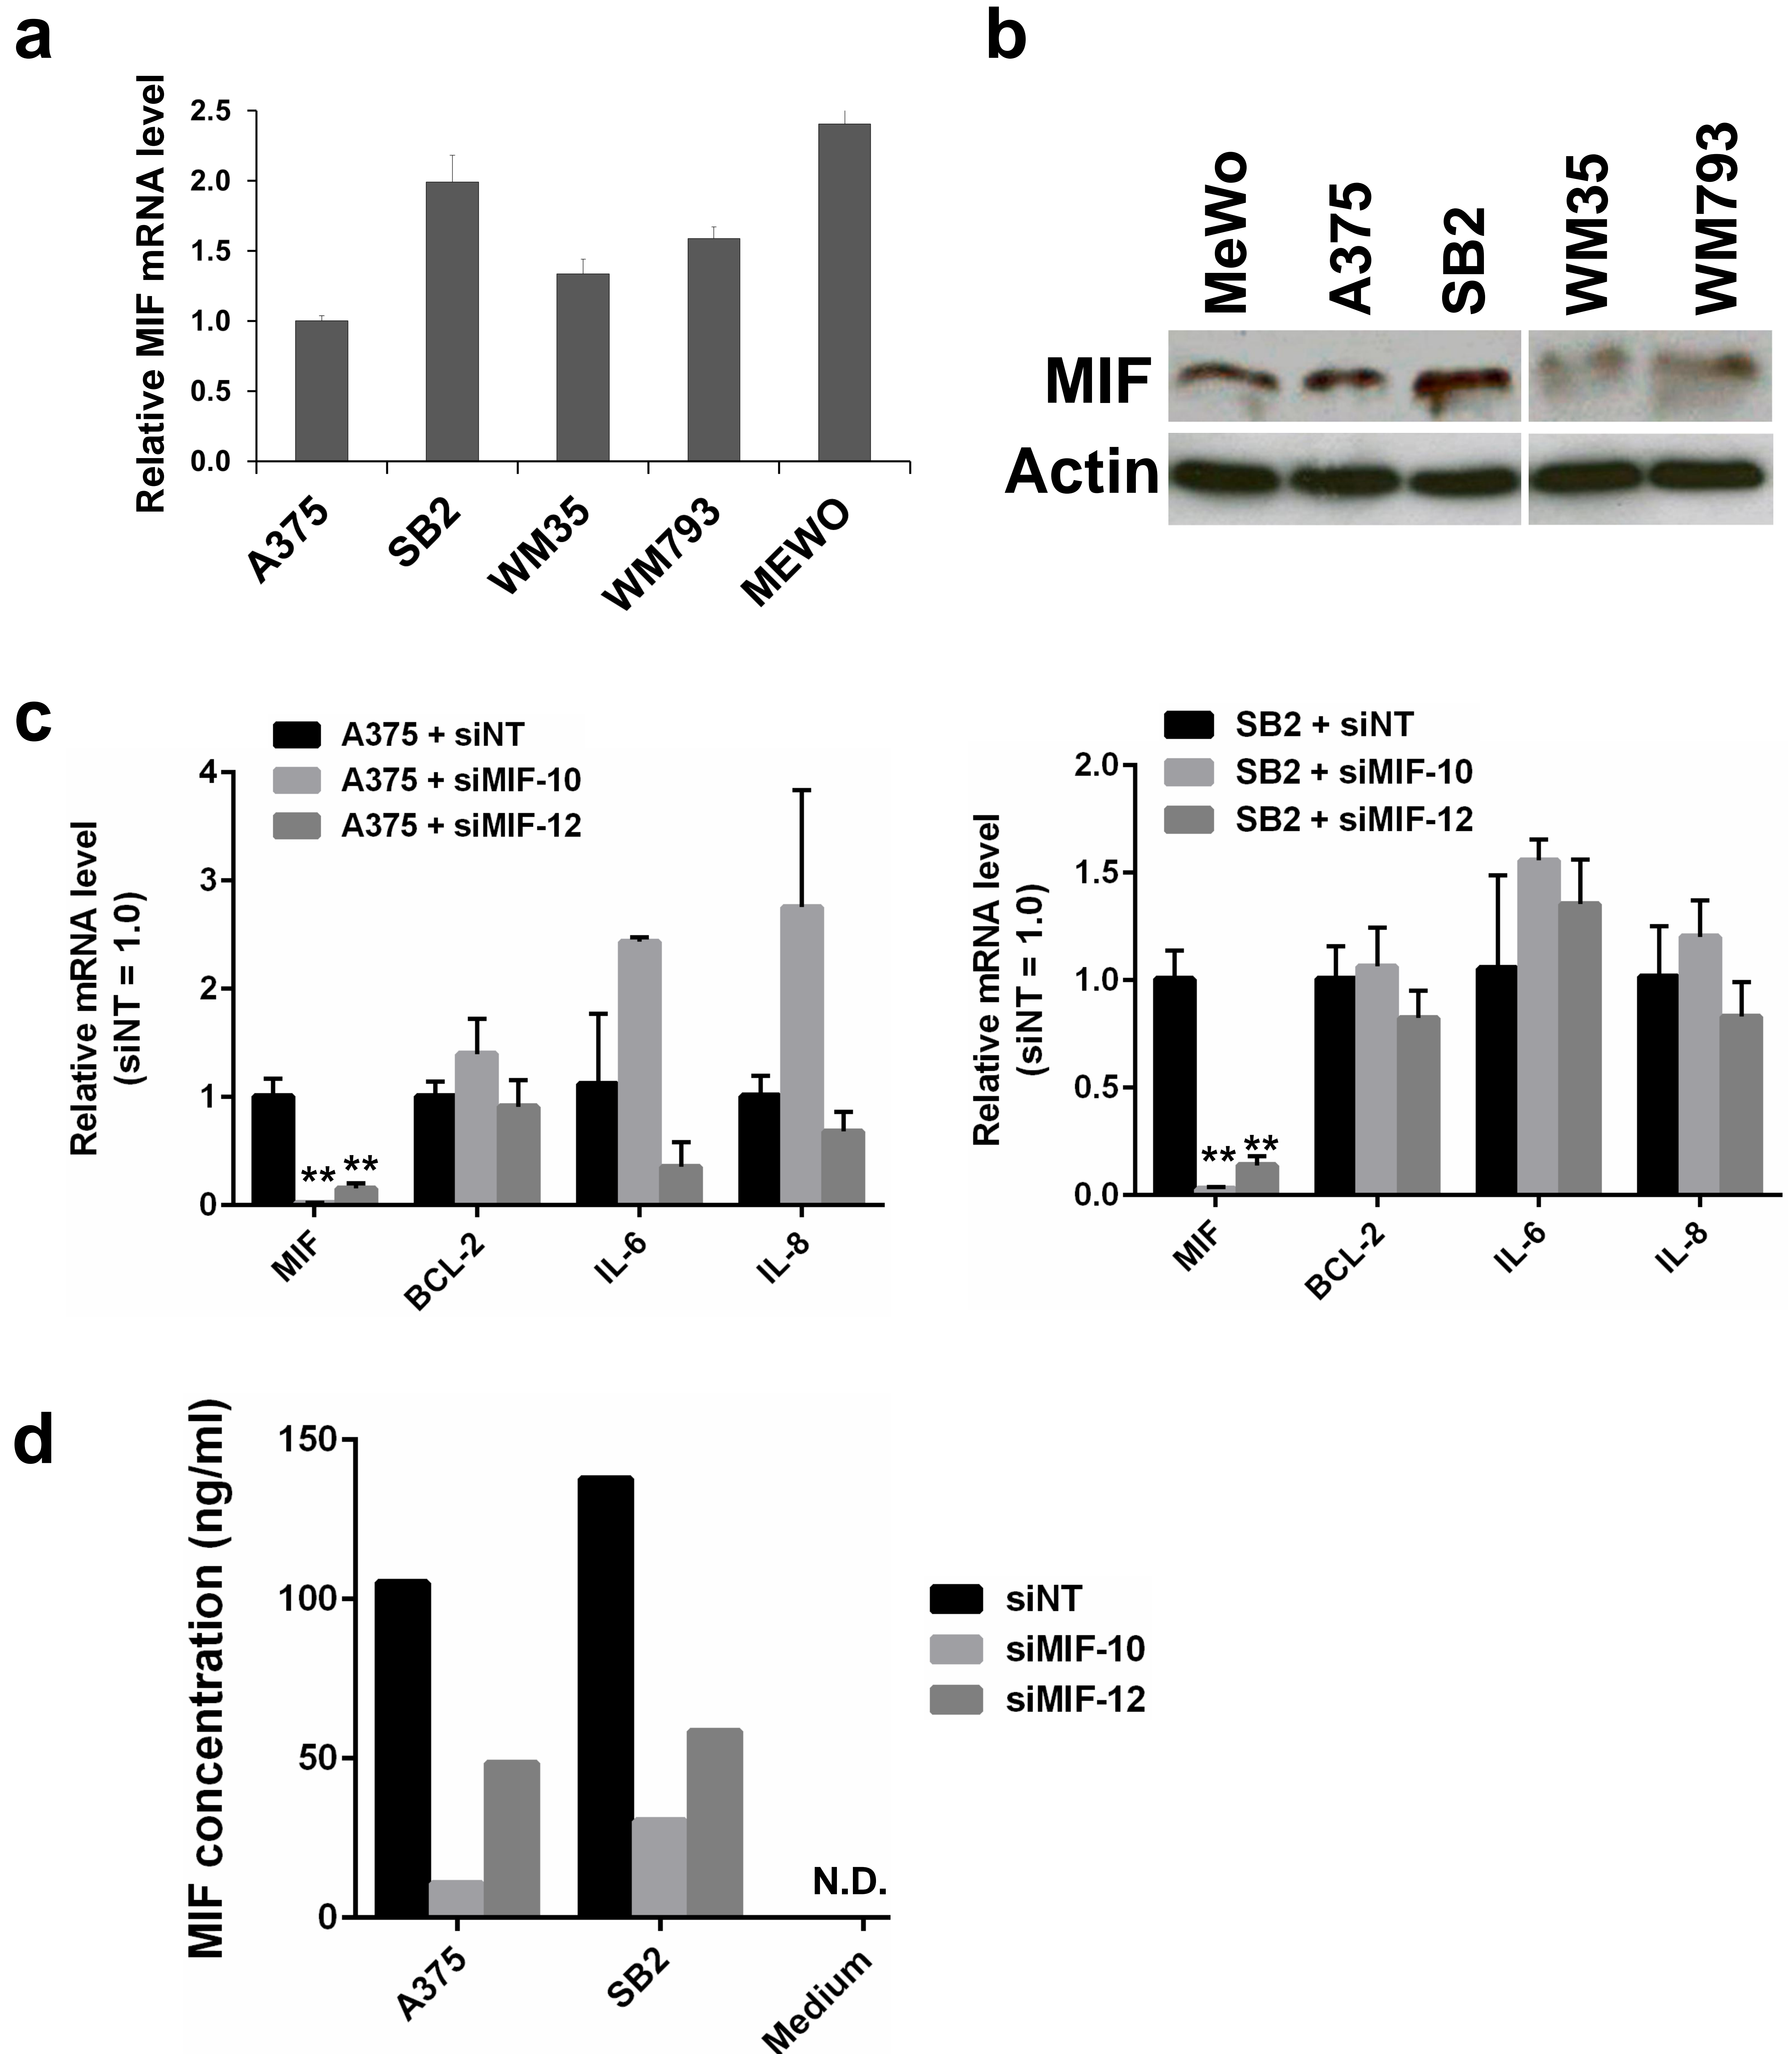 a
Relative MIF mRNA level
2.5
2.0
1.5
1.0
0.5
0.0
A375
SB2
WM35
WM793
MEWO
b
MeWo
A375
SB2
WM35
WM793
MIF
Actin
c
A375 + siNT
A375 + siMIF-10
A375 + siMIF-12
Relative mRNA level
(siNT = 1.0)
4
3
2
1
0
** **
MIF
BCL-2
IL-6
IL-8
SB2 + siNT
SB2 + siMIF-10
SB2 + siMIF-12
Relative mRNA level
(siNT = 1.0)
2.0
1.5
1.0
0.5
0.0
** **
MIF
BCL-2
IL-6
IL-8
d
MIF concentration (ng/ml)
150
100
50
0
N.D.
A375
SB2
Medium
siNT
siMIF-10
siMIF-12